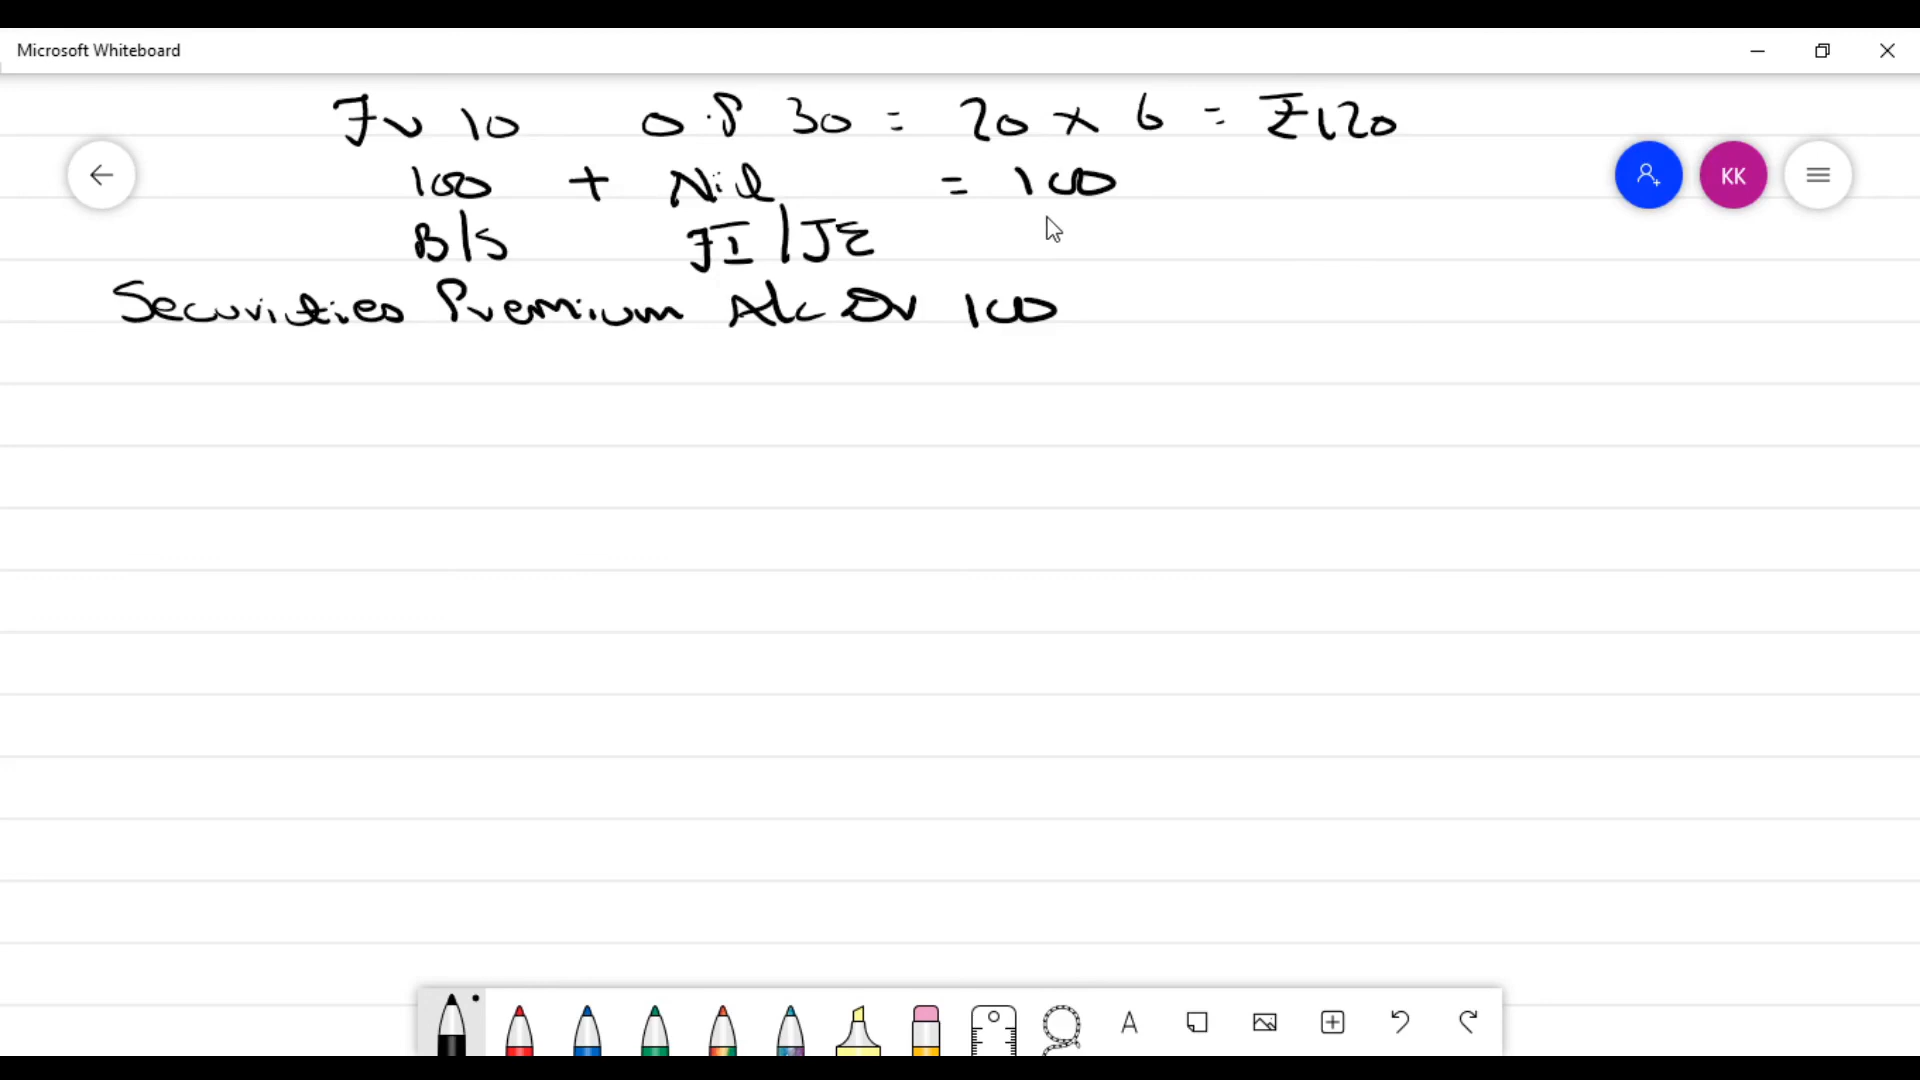 Microsoft Whiteboard
Fv 10 O.P 30 = 20 x 6 = ₹120
KK
100 + Nil = 100
B/S FI/JE
Securities Premium A/c Dr 100
A